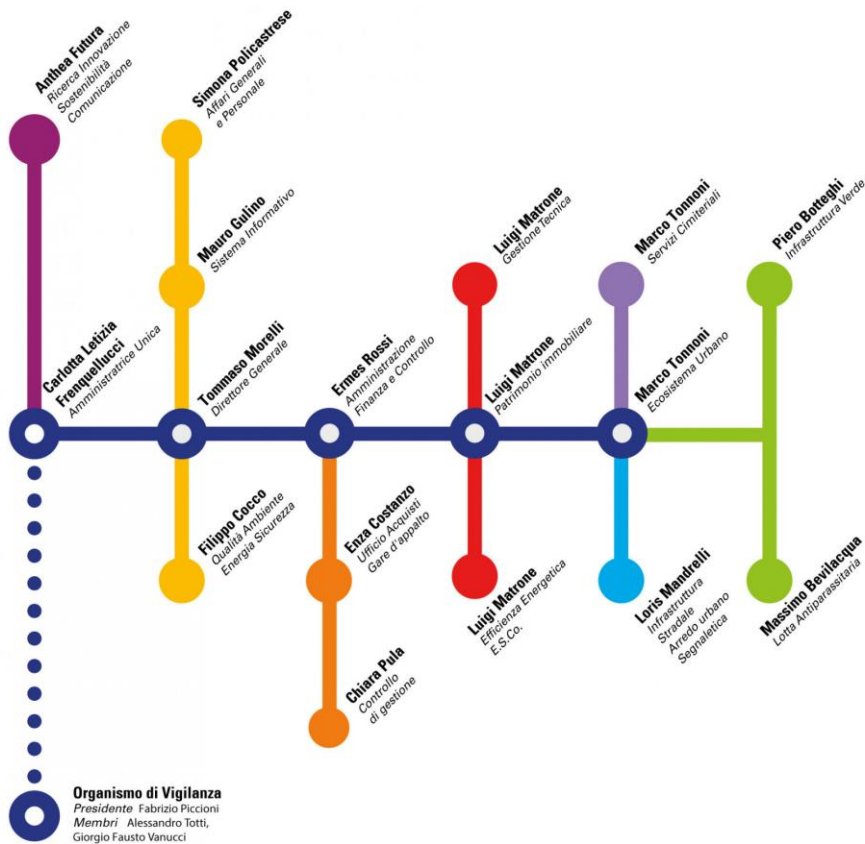 Anthea Futura
Ricerca Innovazione
Sostenibilità
Comunicazione
Simona Policastrese
Affari Generali
e Personale
Mauro Gulino
Sistema Informativo
Luigi Matrone
Gestione Tecnica
Marco Tonnoni
Servizi Cimiteriali
Piero Botteghi
Infrastruttura Verde
Carlotta Letizia
Frenquellucci
Amministratrice Unica
Tommaso Morelli
Direttore Generale
Ermes Rossi
Amministrazione
Finanza e Controllo
Luigi Matrone
Patrimonio immobiliare
Marco Tonnoni
Ecosistema Urbano
Filippo Cocco
Qualità Ambiente
Energia Sicurezza
Enza Costanzo
Ufficio Acquisti
Gare d'appalto
Luigi Matrone
Efficienza Energetica
E.S.Co.
Loris Mandrelli
Infrastruttura
Stradale
Arredo urbano
Segnaletica
Massimo Bevilacqua
Lotta Antiparassitaria
Chiara Pula
Controllo
di gestione
Organismo di Vigilanza
Presidente Fabrizio Piccioni
Membri Alessandro Totti,
Giorgio Fausto Vanucci